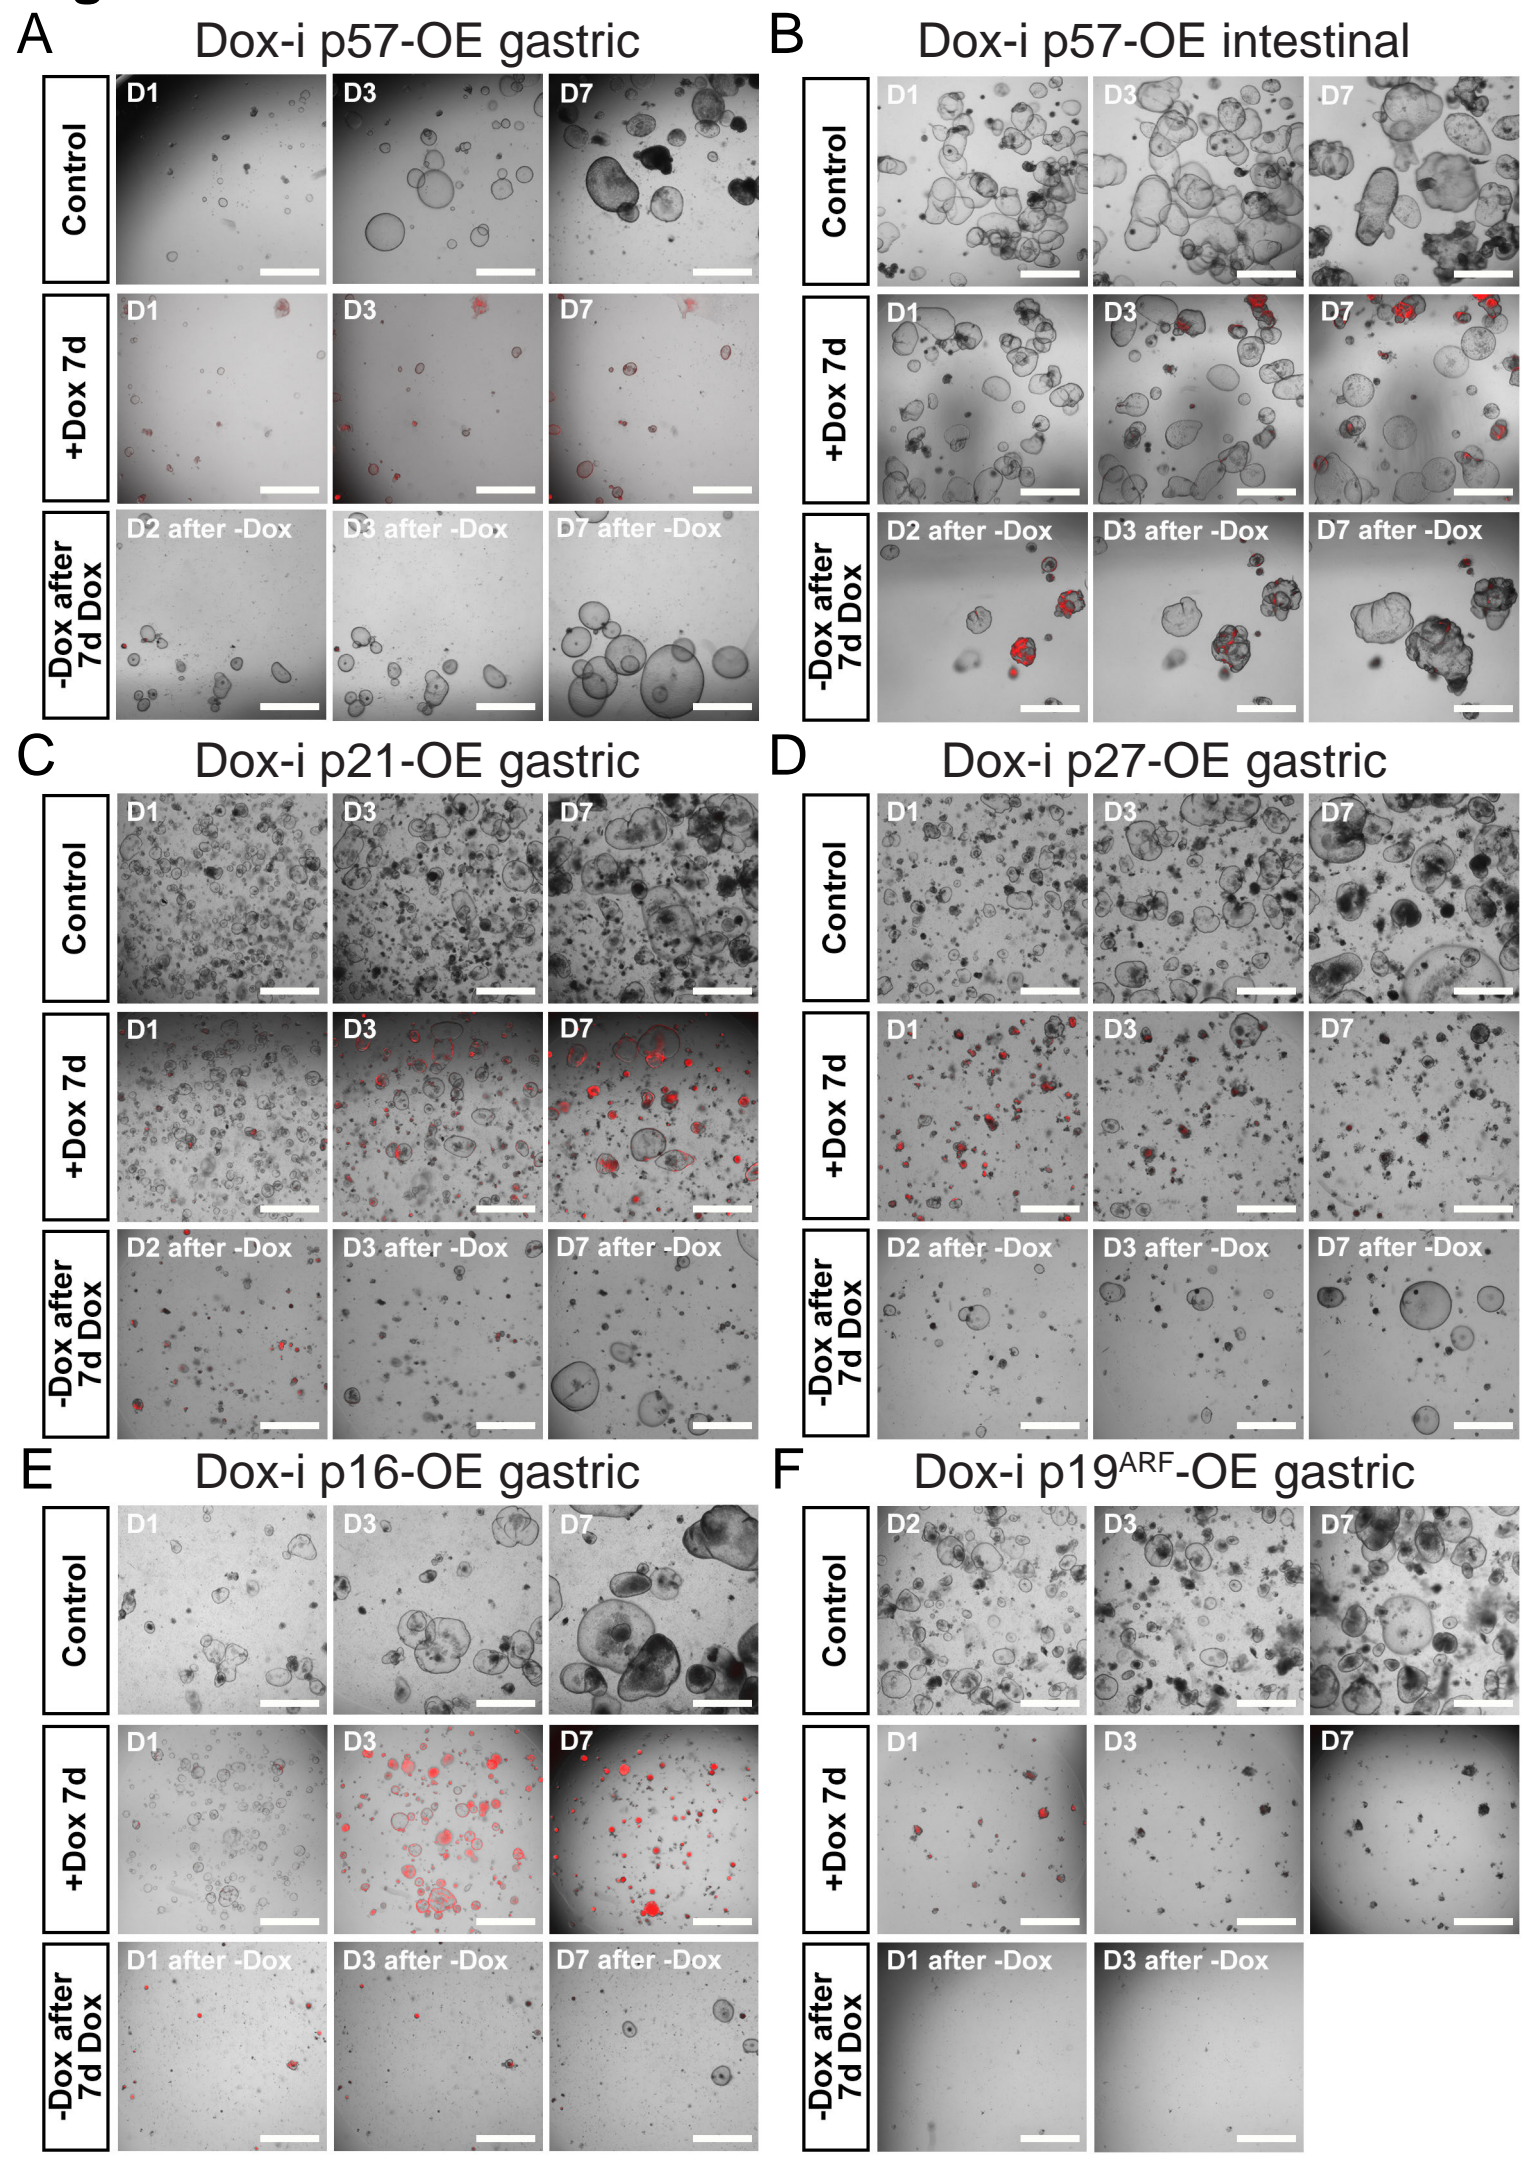 A
Dox-i p57-OE gastric
Control
D1
D3
D7
+Dox 7d
D1
D3
D7
-Dox after
7d Dox
D2 after -Dox
D3 after -Dox
D7 after -Dox
B
Dox-i p57-OE intestinal
Control
D1
D3
D7
+Dox 7d
D1
D3
D7
-Dox after
7d Dox
D2 after -Dox
D3 after -Dox
D7 after -Dox
C
Dox-i p21-OE gastric
Control
D1
D3
D7
+Dox 7d
D1
D3
D7
-Dox after
7d Dox
D2 after -Dox
D3 after -Dox
D7 after -Dox
D
Dox-i p27-OE gastric
Control
D1
D3
D7
+Dox 7d
D1
D3
D7
-Dox after
7d Dox
D2 after -Dox
D3 after -Dox
D7 after -Dox
E
Dox-i p16-OE gastric
Control
D1
D3
D7
+Dox 7d
D1
D3
D7
-Dox after
7d Dox
D1 after -Dox
D3 after -Dox
D7 after -Dox
F
Dox-i p19ARF-OE gastric
Control
D2
D3
D7
+Dox 7d
D1
D3
D7
-Dox after
7d Dox
D1 after -Dox
D3 after -Dox